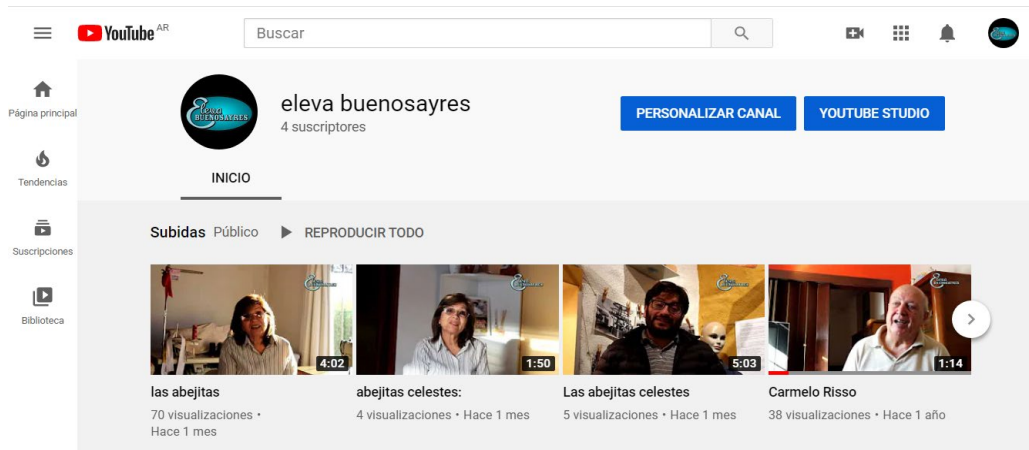 YouTube AR
Buscar
Página principal
Tendencias
Suscripciones
Biblioteca
Eleva
BUENOSAYRES
eleva buenosayres
4 suscriptores
PERSONALIZAR CANAL
YOUTUBE STUDIO
INICIO
Subidas Público REPRODUCIR TODO
4:02
las abejitas
70 visualizaciones •
Hace 1 mes
1:50
abejitas celestes:
4 visualizaciones • Hace 1 mes
5:03
Las abejitas celestes
5 visualizaciones • Hace 1 mes
1:14
Carmelo Risso
38 visualizaciones • Hace 1 año